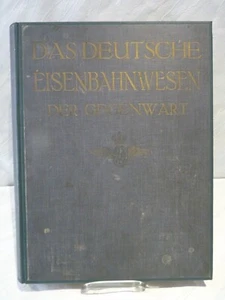 DAS DEUTSCHE
EISENBAHNWESEN
DER GEGENWART